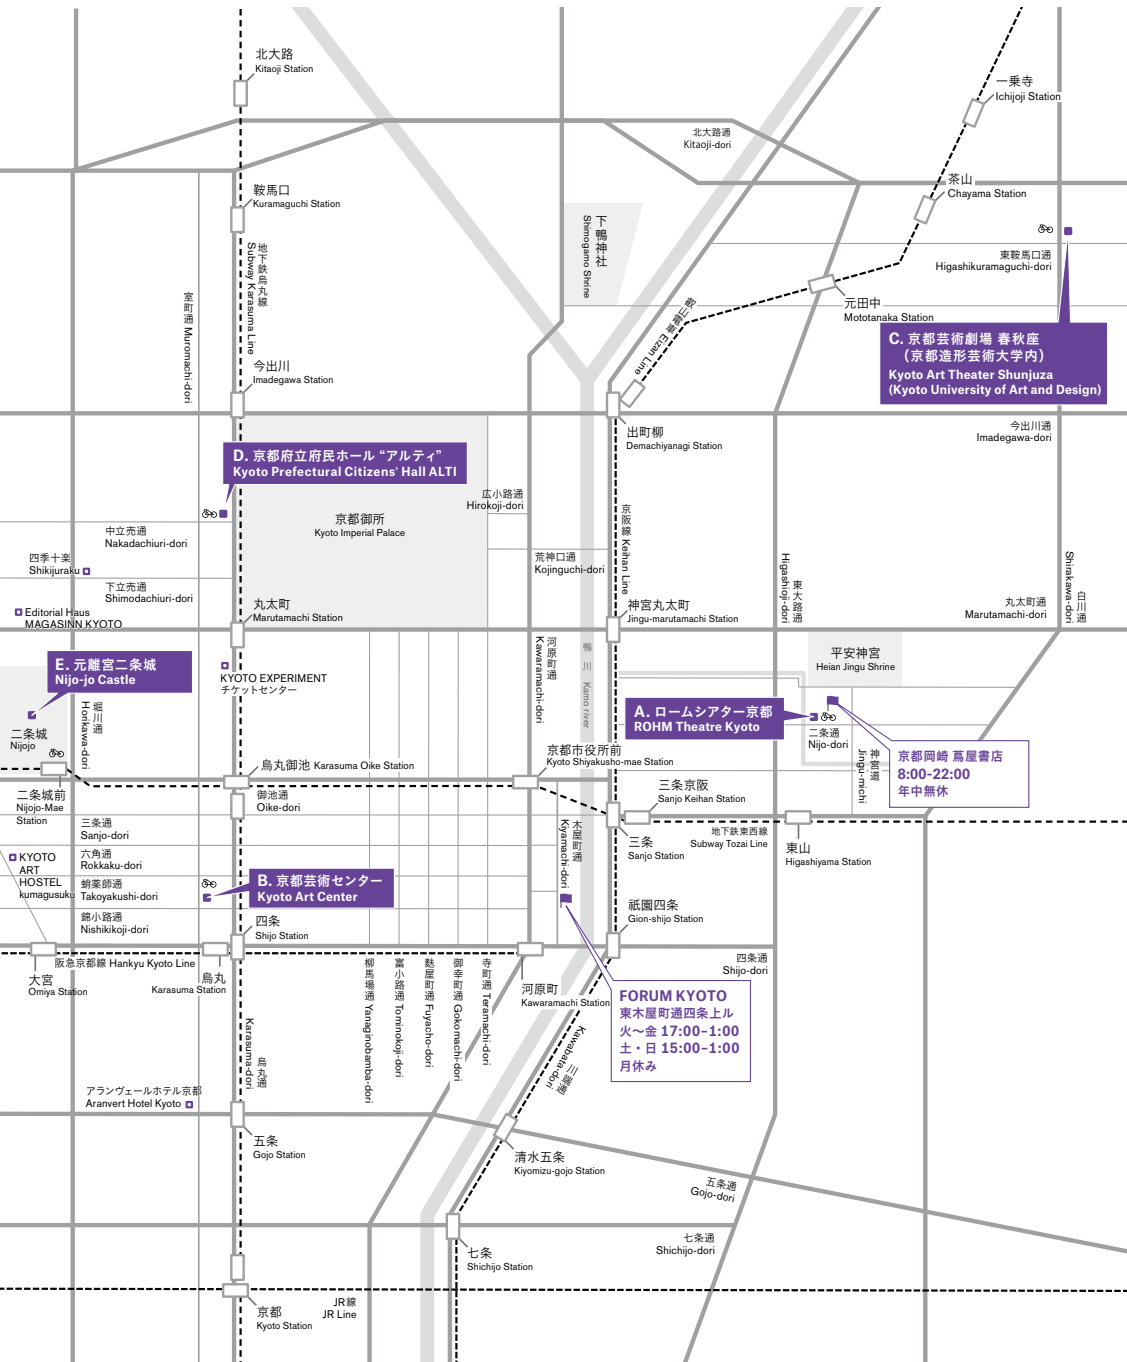 北大路
Kitaoji Station
一乗寺
Ichijoji Station
北大路通
Kitaoji-dori
茶山
Chayama Station
鞍馬口
Kuramaguchi Station
下鴨神社
Shimogamo Shrine
地下鉄烏丸線
Subway Karasuma Line
東鞍馬口通
Higashikuramaguchi-dori
室町通 Muromachi-dori
叡山電車 Eizan Line
元田中
Mototanaka Station
C. 京都芸術劇場 春秋座
（京都造形芸術大学内）
Kyoto Art Theater Shunjuza
(Kyoto University of Art and Design)
今出川
Imadegawa Station
出町柳
Demachiyanagi Station
今出川通
Imadegawa-dori
D. 京都府立府民ホール “アルティ”
Kyoto Prefectural Citizens' Hall ALTI
広小路通
Hirokoji-dori
京都御所
Kyoto Imperial Palace
京阪線 Keihan Line
中立売通
Nakadachiuri-dori
四季十楽
Shikijuraku
荒神口通
Kojinguchi-dori
東大路通
Higashioji-dori
白川通
Shirakawa-dori
下立売通
Shimodachiuri-dori
Editorial Haus
MAGASINN KYOTO
丸太町
Marutamachi Station
神宮丸太町
Jingu-marutamachi Station
丸太町通
Marutamachi-dori
E. 元離宮二条城
Nijo-jo Castle
KYOTO EXPERIMENT
チケットセンター
河原町通
Kawaramachi-dori
鴨川 Kamo river
平安神宮
Heian Jingu Shrine
A. ロームシアター京都
ROHM Theatre Kyoto
二条通
Nijo-dori
神宮道
Jingu-michi
京都岡崎 蔦屋書店
8:00-22:00
年中無休
二条城
Nijojo
堀川通
Horikawa-dori
京都市役所前
Kyoto Shiyakusho-mae Station
烏丸御池 Karasuma Oike Station
二条城前
Nijojo-Mae
Station
御池通
Oike-dori
三条京阪
Sanjo Keihan Station
三条通
Sanjo-dori
木屋町通
Kiyamachi-dori
三条
Sanjo Station
地下鉄東西線
Subway Tozai Line
東山
Higashiyama Station
KYOTO
ART
HOSTEL
kumagusuku
六角通
Rokkaku-dori
蛸薬師通
Takoyakushi-dori
B. 京都芸術センター
Kyoto Art Center
錦小路通
Nishikikoji-dori
四条
Shijo Station
祇園四条
Gion-shijo Station
四条通
Shijo-dori
阪急京都線 Hankyu Kyoto Line
大宮
Omiya Station
烏丸
Karasuma Station
柳馬場通 Yanaginobamba-dori
富小路通 Tominokoji-dori
麩屋町通 Fuyacho-dori
御幸町通 Gokomachi-dori
寺町通 Teramachi-dori
河原町
Kawaramachi Station
FORUM KYOTO
東木屋町通四条上ル
火〜金 17:00-1:00
土・日 15:00-1:00
月休み
川端通
Kawabata-dori
烏丸通
Karasuma-dori
アランヴェールホテル京都
Aranvert Hotel Kyoto
五条
Gojo Station
清水五条
Kiyomizu-gojo Station
五条通
Gojo-dori
七条
Shichijo Station
七条通
Shichijo-dori
京都
Kyoto Station
JR線
JR Line